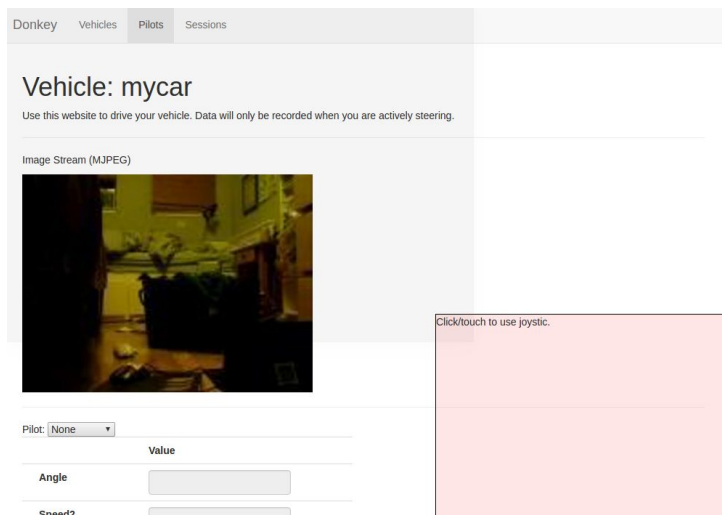 Donkey Vehicles Pilots Sessions
Vehicle: mycar
Use this website to drive your vehicle. Data will only be recorded when you are actively steering.
Image Stream (MJPEG)
Click/touch to use joystic.
Pilot: None
Value
Angle
Speed?